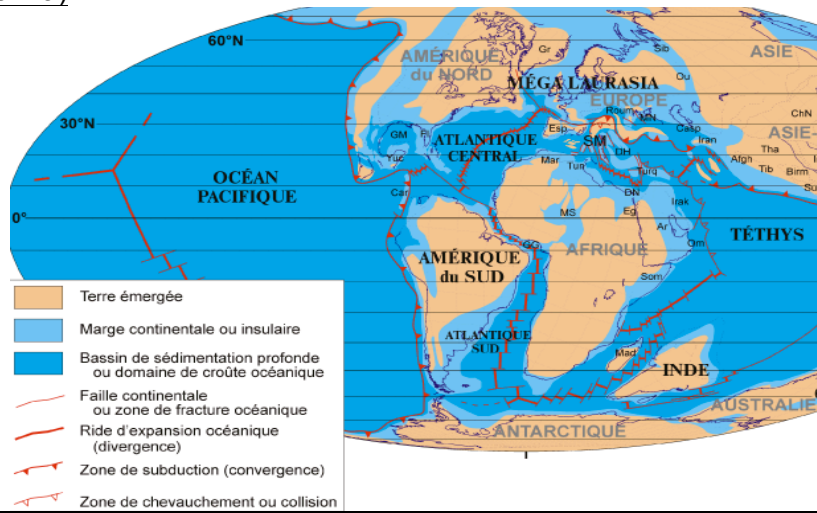 60°N
AMÉRIQUE
du NORD
Gr
Sib
ASIE
Ou
MÉGA LAURASIA
EUROPE
Roum
MN
ChN
30°N
GM
F
ATLANTIQUE
CENTRAL
Esp
SM
Casp
Iran
ASIE-
Yuc
Mar
Tun
Turq
Afgh
Tha
Tib
Birm
OCÉAN
PACIFIQUE
Car
DN
Irak
Su
0°
MS
Eg
Ar
TÉTHYS
AMÉRIQUE
du SUD
GG
AFRIQUE
Om
Som
ATLANTIQUE
SUD
Mad
INDE
AUSTRALIE
ANTARCTIQUE
Terre émergée
Marge continentale ou insulaire
Bassin de sédimentation profonde
ou domaine de croûte océanique
Faille continentale
ou zone de fracture océanique
Ride d'expansion océanique
(divergence)
Zone de subduction (convergence)
Zone de chevauchement ou collision